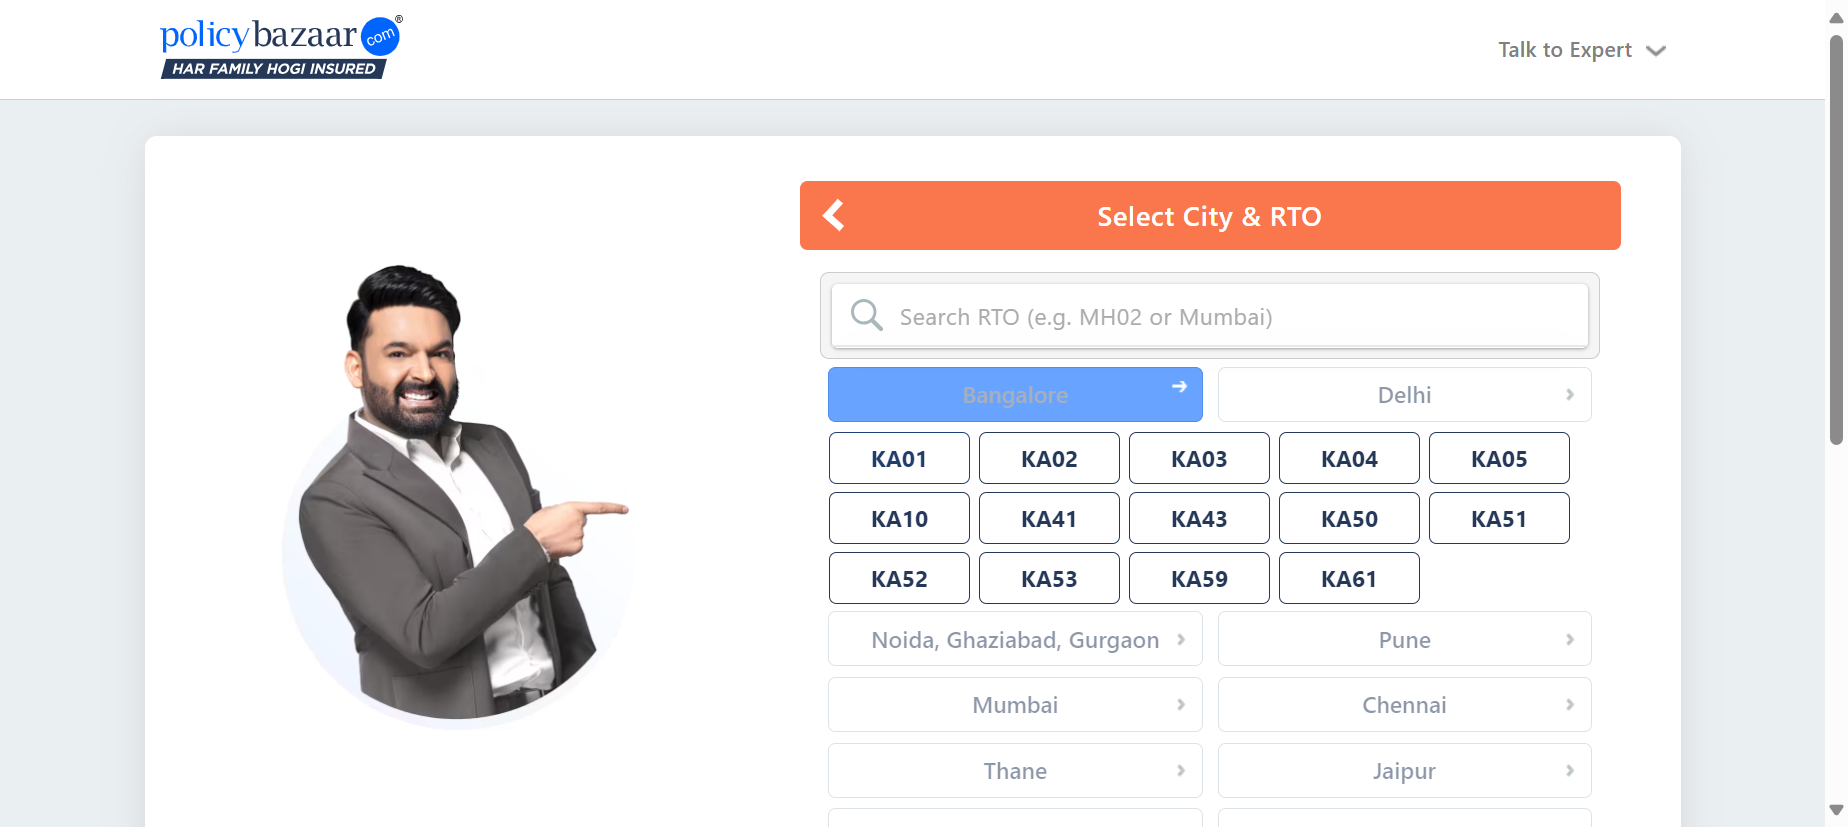 policybazaar com ®
HAR FAMILY HOGI INSURED
Talk to Expert
Select City & RTO
Search RTO (e.g. MH02 or Mumbai)
Bangalore
Delhi
KA01 KA02 KA03 KA04 KA05
KA10 KA41 KA43 KA50 KA51
KA52 KA53 KA59 KA61
Noida, Ghaziabad, Gurgaon
Pune
Mumbai
Chennai
Thane
Jaipur